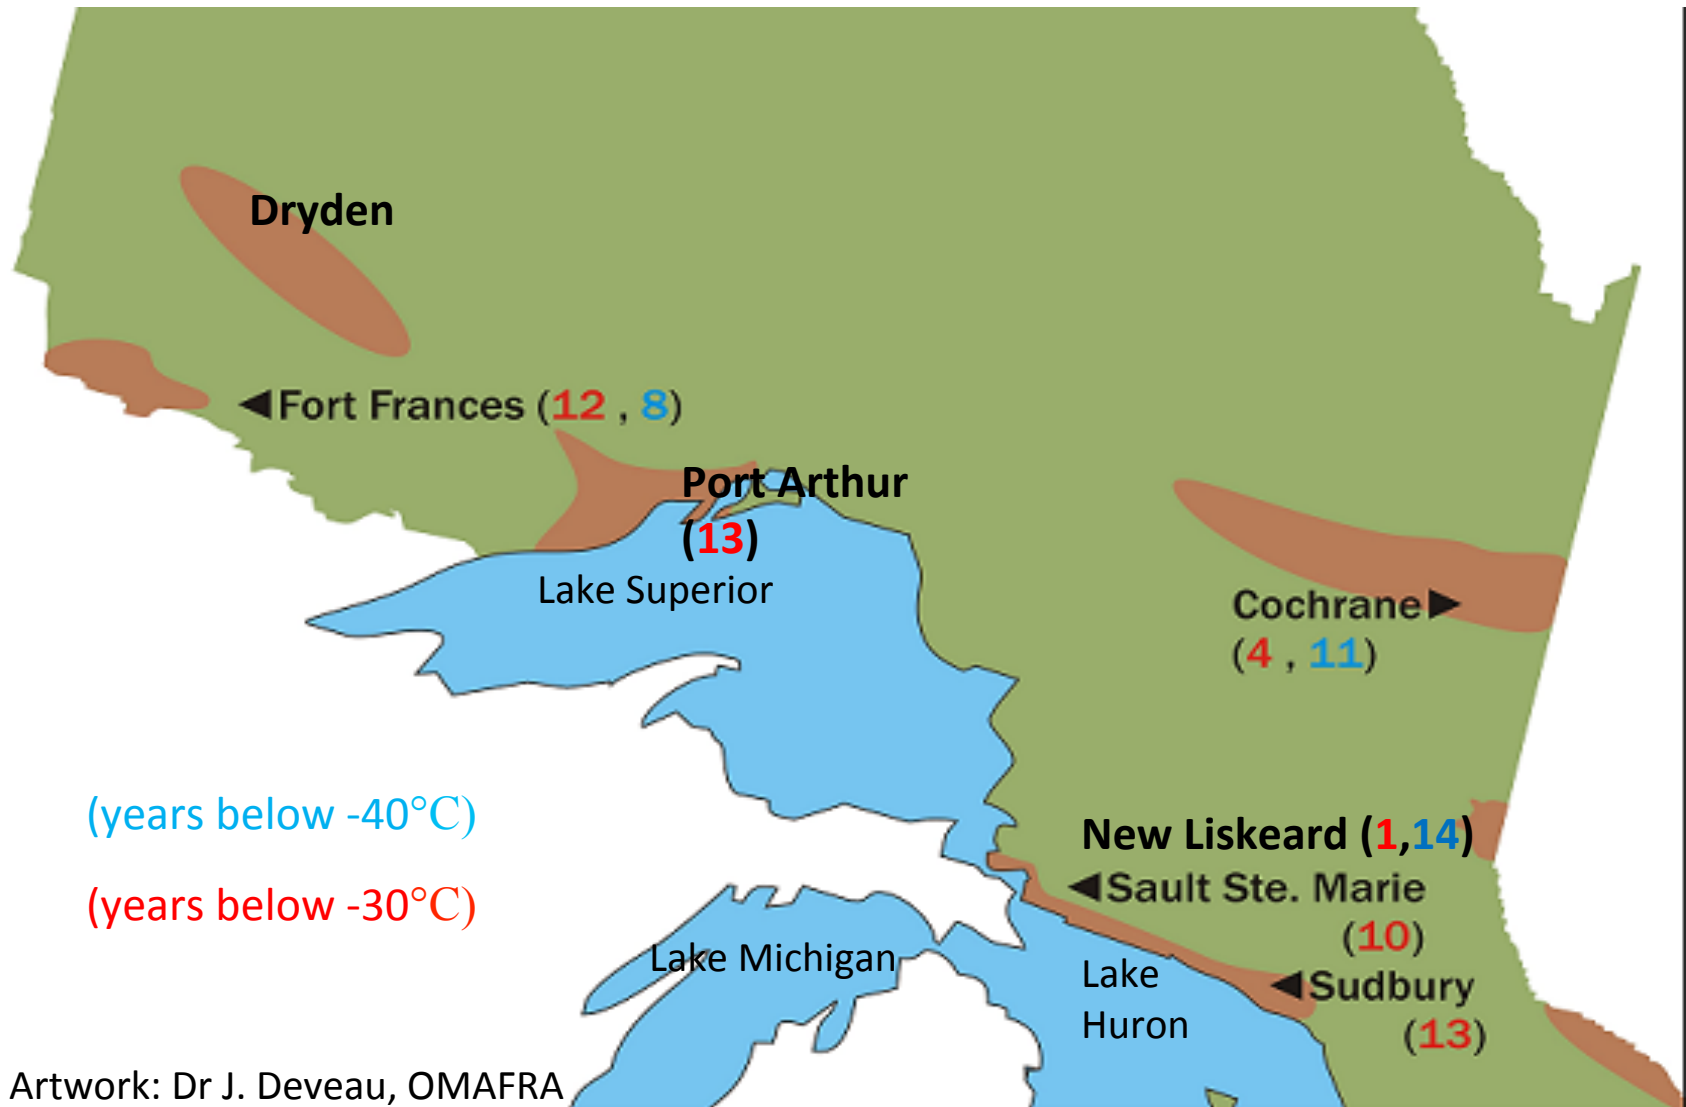 Dryden
◄Fort Frances (12 , 8)
Port Arthur
(13)
Lake Superior
Cochrane►
(4 , 11)
(years below -40°C)
New Liskeard (1,14)
◄Sault Ste. Marie
(10)
(years below -30°C)
Lake Michigan
Lake
Huron
◄Sudbury
(13)
Artwork: Dr J. Deveau, OMAFRA